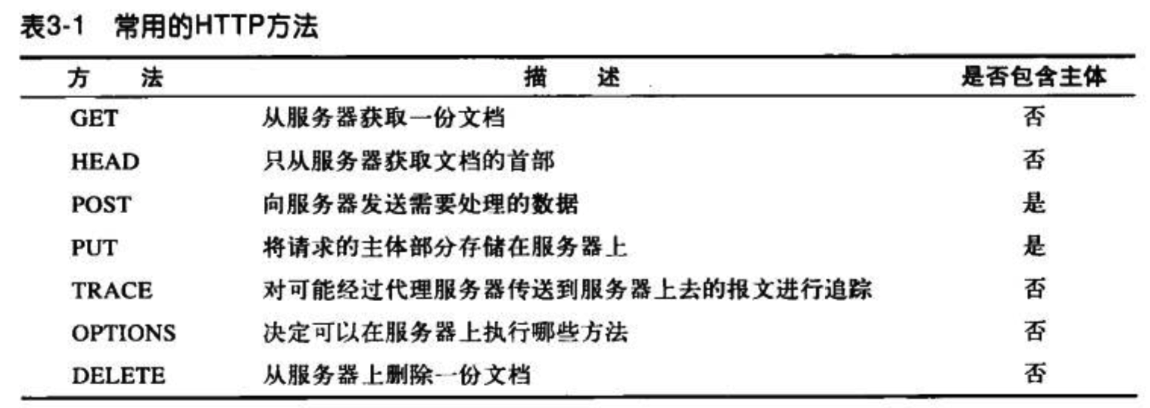 表3-1 常用的HTTP方法
方 法 描 述 是否包含主体
GET 从服务器获取一份文档 否
HEAD 只从服务器获取文档的首部 否
POST 向服务器发送需要处理的数据 是
PUT 将请求的主体部分存储在服务器上 是
TRACE 对可能经过代理服务器传送到服务器上去的报文进行追踪 否
OPTIONS 决定可以在服务器上执行哪些方法 否
DELETE 从服务器上删除一份文档 否